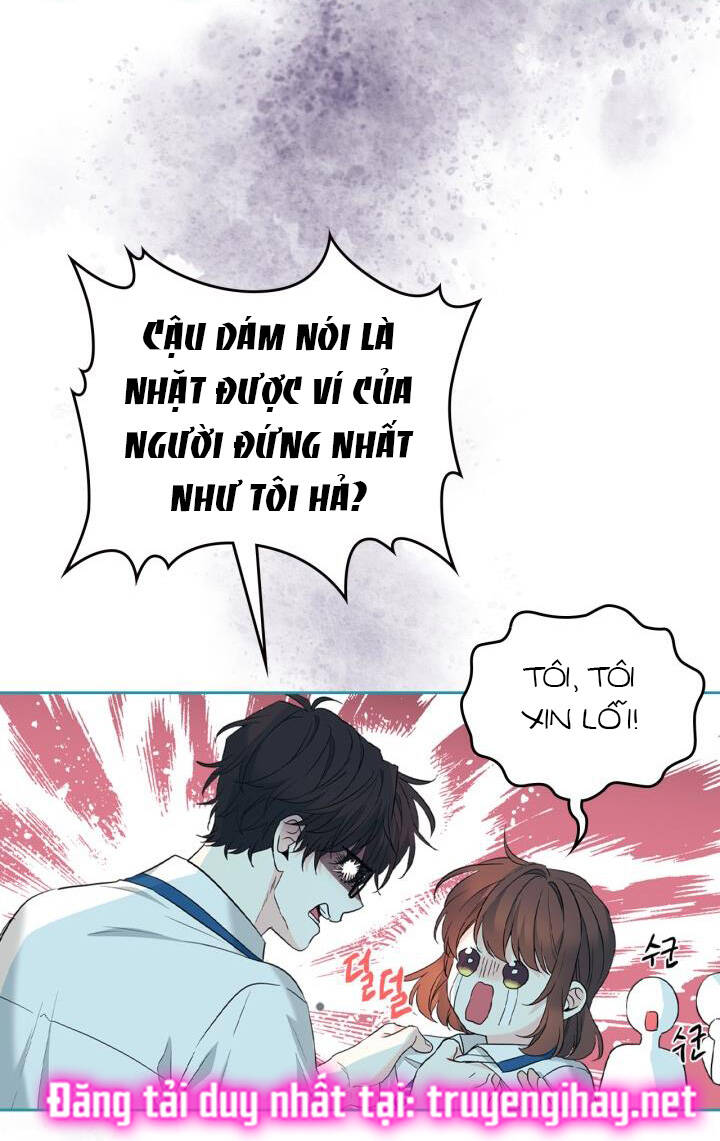 CẬU DÁM NÓI LÀ
NHẶT ĐƯỢC VÍ CỦA
NGƯỜI ĐỨNG NHẤT
NHƯ TÔI HẢ?
TÔI, TÔI
XIN LỖI!
덜
덜
수군
수군
Đăng tải duy nhất tại: truyengihay.net